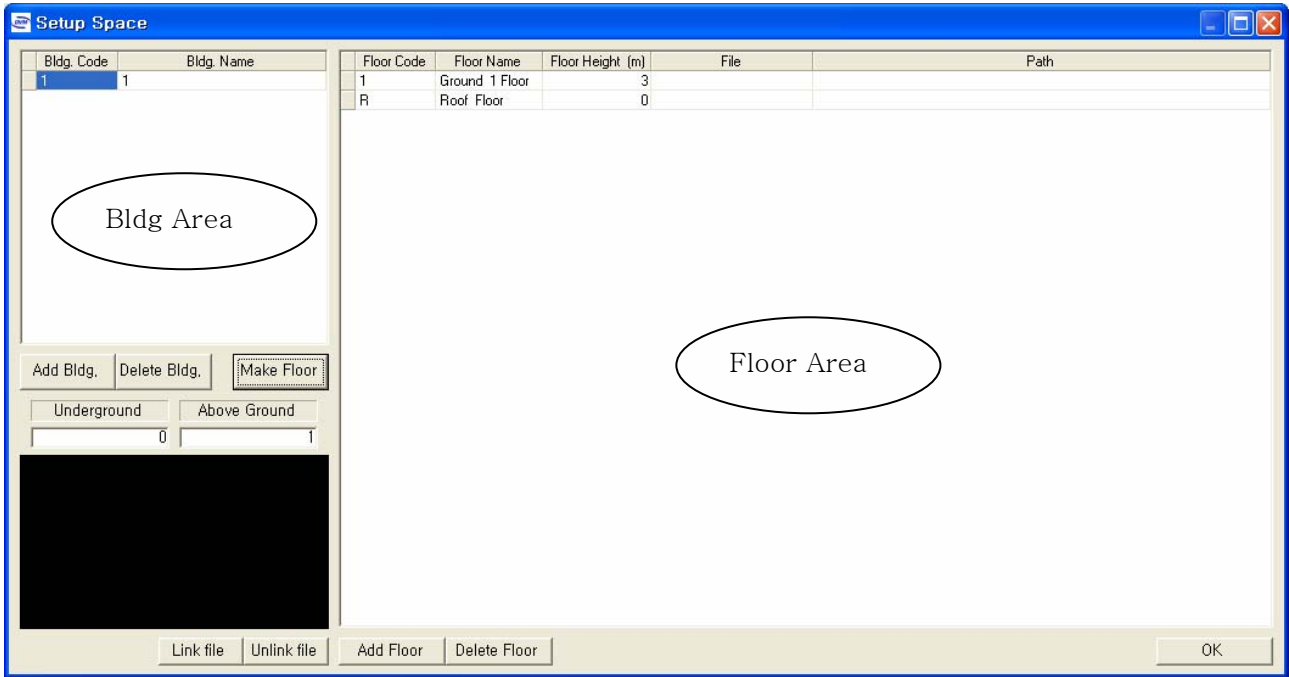 Setup Space
Bldg. Code Bldg. Name
1 1
Bldg Area
Add Bldg. Delete Bldg. Make Floor
Underground Above Ground
0 1
Link file Unlink file
Floor Code Floor Name Floor Height (m) File Path
1 Ground 1 Floor 3
R Roof Floor 0
Floor Area
Add Floor Delete Floor OK